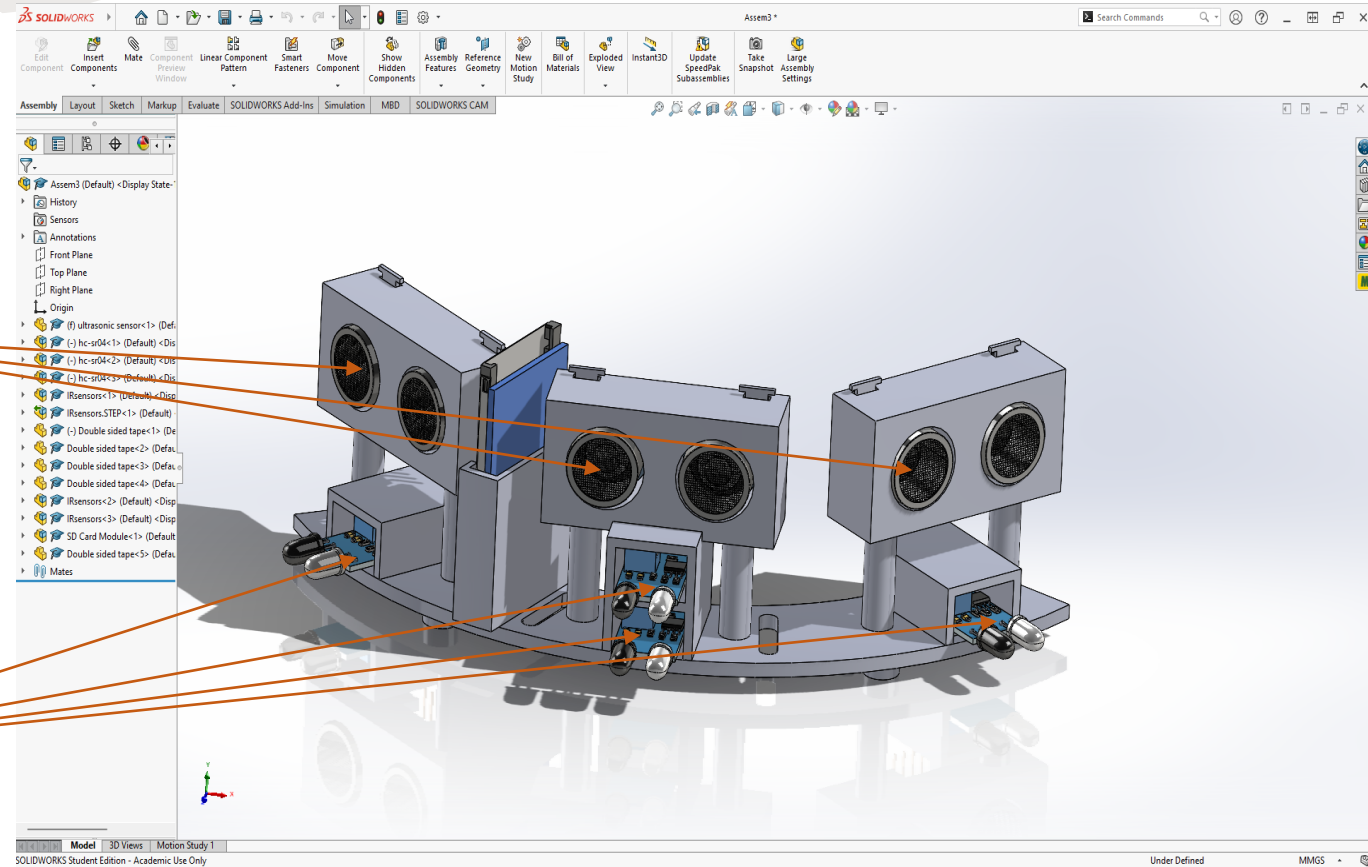 SOLIDWORKS
Assem3 *
Search Commands
Edit Component
Insert Components
Mate
Component Preview Window
Linear Component Pattern
Smart Fasteners
Move Component
Show Hidden Components
Assembly Features
Reference Geometry
New Motion Study
Bill of Materials
Exploded View
Instant3D
Update SpeedPak Subassemblies
Take Snapshot
Large Assembly Settings
Assembly Layout Sketch Markup Evaluate SOLIDWORKS Add-Ins Simulation MBD SOLIDWORKS CAM
Assem3 (Default) <Display State-
History
Sensors
Annotations
Front Plane
Top Plane
Right Plane
Origin
(f) ultrasonic sensor<1> (Def
(-) hc-sr04<1> (Default) <Dis
(-) hc-sr04<2> (Default) <Dis
(-) hc-sr04<3> (Default) <Dis
IRsensors<1> (Default) <Disp
IRsensors.STEP<1> (Default)
(-) Double sided tape<1> (De
Double sided tape<2> (Defau
Double sided tape<3> (Defau
Double sided tape<4> (Defau
IRsensors<2> (Default) <Disp
IRsensors<3> (Default) <Disp
SD Card Module<1> (Default
Double sided tape<5> (Defau
Mates
Y
X
Model 3D Views Motion Study 1
SOLIDWORKS Student Edition - Academic Use Only
Under Defined
MMGS